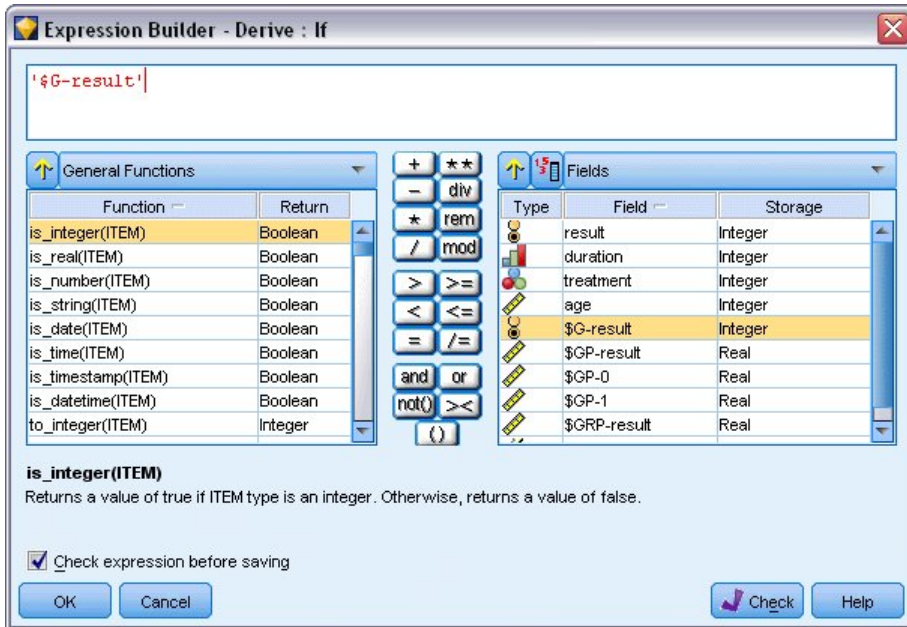 Expression Builder - Derive : If
'$G-result'
General Functions
Function Return
is_integer(ITEM) Boolean
is_real(ITEM) Boolean
is_number(ITEM) Boolean
is_string(ITEM) Boolean
is_date(ITEM) Boolean
is_time(ITEM) Boolean
is_timestamp(ITEM) Boolean
is_datetime(ITEM) Boolean
to_integer(ITEM) Integer
+ **
- div
* rem
/ mod
> >=
< <=
= /=
and or
not() ><
()
Fields
Type Field Storage
result Integer
duration Integer
treatment Integer
age Integer
$G-result Integer
$GP-result Real
$GP-0 Real
$GP-1 Real
$GRP-result Real
is_integer(ITEM)
Returns a value of true if ITEM type is an integer. Otherwise, returns a value of false.
Check expression before saving
OK Cancel Check Help